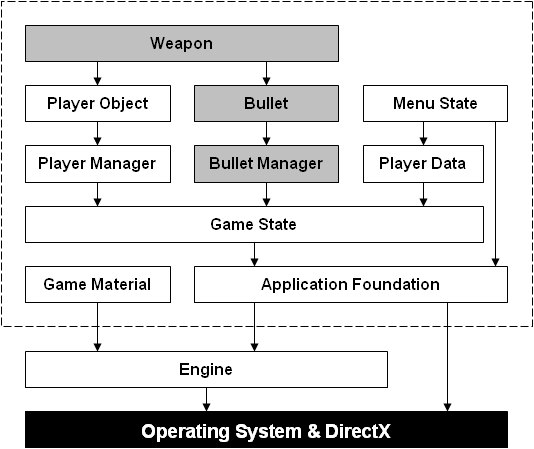 Weapon
Player Object
Bullet
Menu State
Player Manager
Bullet Manager
Player Data
Game State
Game Material
Application Foundation
Engine
Operating System & DirectX